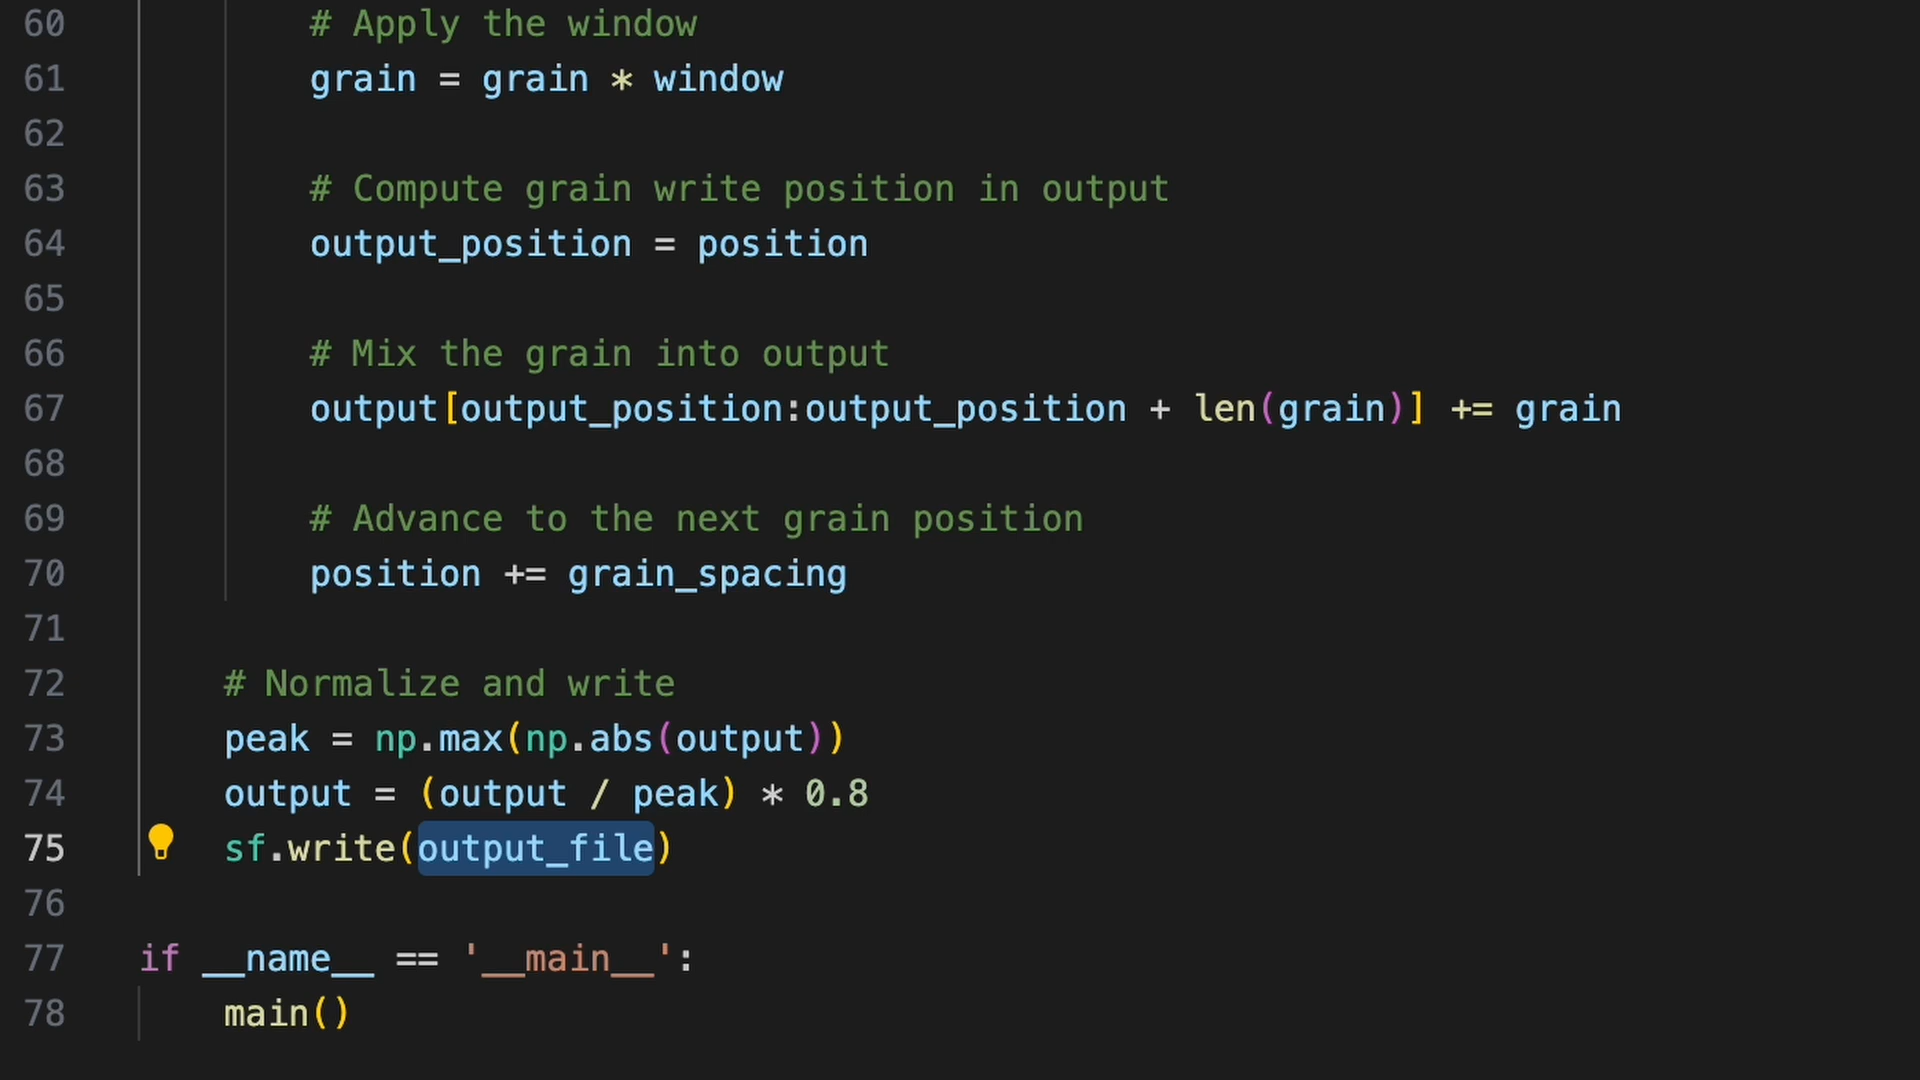 60 # Apply the window
61 grain = grain * window
62
63 # Compute grain write position in output
64 output_position = position
65
66 # Mix the grain into output
67 output[output_position:output_position + len(grain)] += grain
68
69 # Advance to the next grain position
70 position += grain_spacing
71
72 # Normalize and write
73 peak = np.max(np.abs(output))
74 output = (output / peak) * 0.8
75 sf.write(output_file)
76
77 if __name__ == '__main__':
78 main()